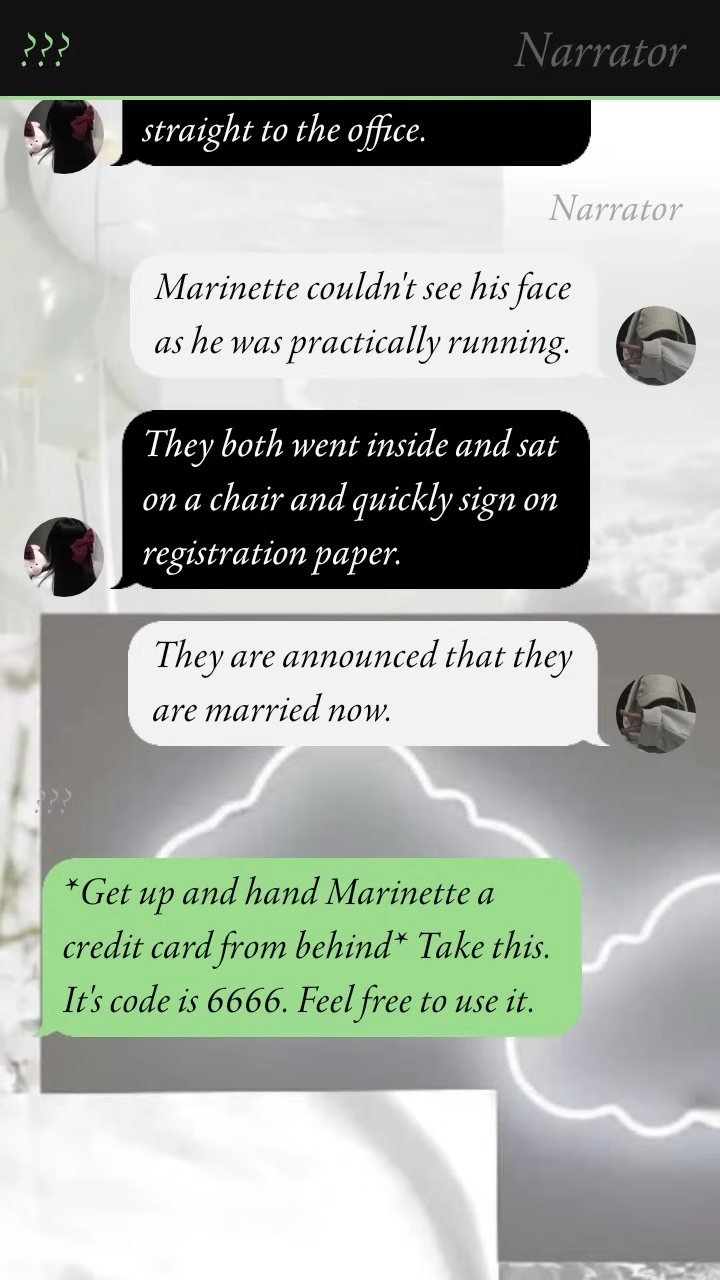 ???
Narrator
straight to the office.
Narrator
Marinette couldn't see his face
as he was practically running.
They both went inside and sat
on a chair and quickly sign on
registration paper.
They are announced that they
are married now.
???
*Get up and hand Marinette a
credit card from behind* Take this.
It's code is 6666. Feel free to use it.